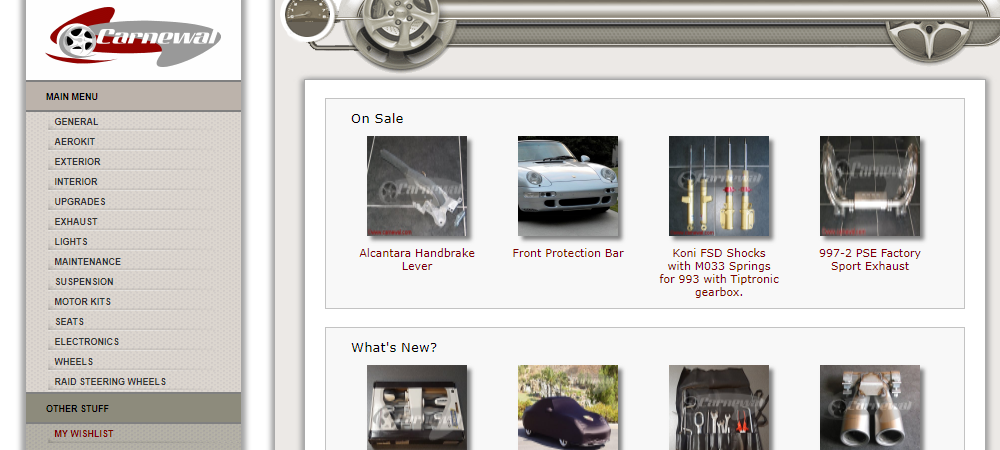 Carnewal
MAIN MENU
GENERAL
AEROKIT
EXTERIOR
INTERIOR
UPGRADES
EXHAUST
LIGHTS
MAINTENANCE
SUSPENSION
MOTOR KITS
SEATS
ELECTRONICS
WHEELS
RAID STEERING WHEELS
OTHER STUFF
MY WISHLIST
On Sale
Alcantara Handbrake
Lever
Front Protection Bar
Koni FSD Shocks
with M033 Springs
for 993 with Tiptronic
gearbox.
997-2 PSE Factory
Sport Exhaust
What's New?